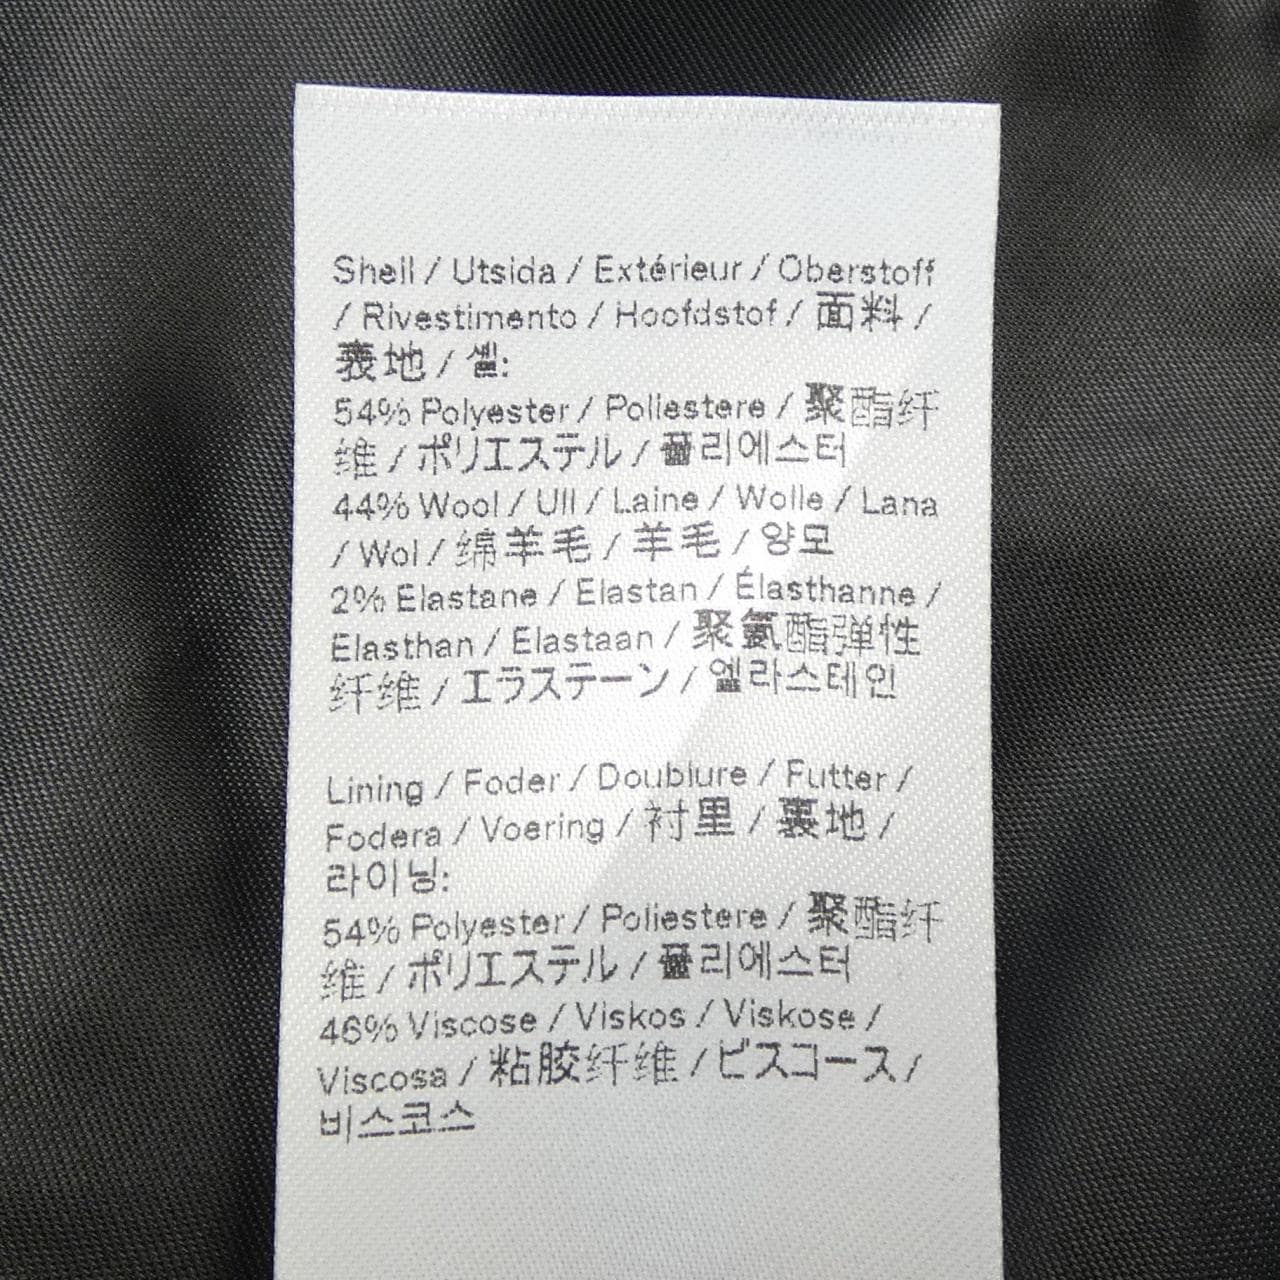 Shell / Utsida / Extérieur / Oberstoff
/ Rivestimento / Hoofdstof / 面料 /
表地 / 셸:
54% Polyester / Poliestere / 聚酯纤
维 / ポリエステル / 폴리에스터
44% Wool / Ull / Laine / Wolle / Lana
/ Wol / 绵羊毛 / 羊毛 / 양모
2% Elastane / Elastan / Élasthanne /
Elasthan / Elastaan / 聚氨酯弹性
纤维 / エラステーン / 엘라스테인
Lining / Foder / Doublure / Futter /
Fodera / Voering / 衬里 / 裏地 /
라이닝:
54% Polyester / Poliestere / 聚酯纤
维 / ポリエステル / 폴리에스터
46% Viscose / Viskos / Viskose /
Viscosa / 粘胶纤维 / ビスコース /
비스코스